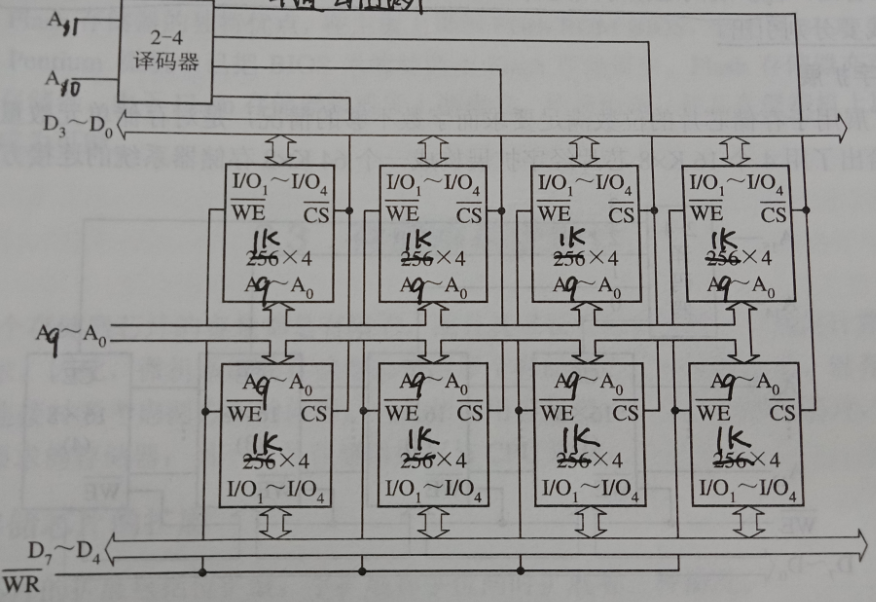 A11
2-4
译码器
A10
D3～D0
I/O1～I/O4 I/O1～I/O4 I/O1～I/O4 I/O1～I/O4
WE CS WE CS WE CS WE CS
1K 1K 1K 1K
256×4 256×4 256×4 256×4
A9～A0 A9～A0 A9～A0 A9～A0
A9～A0
A9～A0 A9～A0 A9～A0 A9～A0
WE CS WE CS WE CS WE CS
1K 1K 1K 1K
256×4 256×4 256×4 256×4
I/O1～I/O4 I/O1～I/O4 I/O1～I/O4 I/O1～I/O4
D7～D4
WR